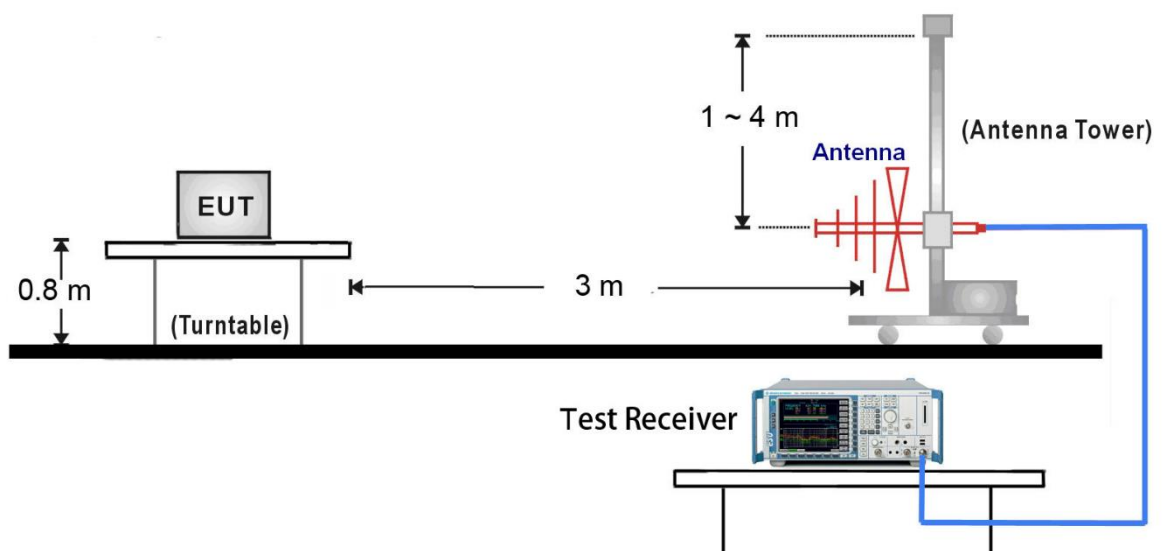 1 ~ 4 m
(Antenna Tower)
Antenna
EUT
0.8 m
3 m
(Turntable)
Test Receiver